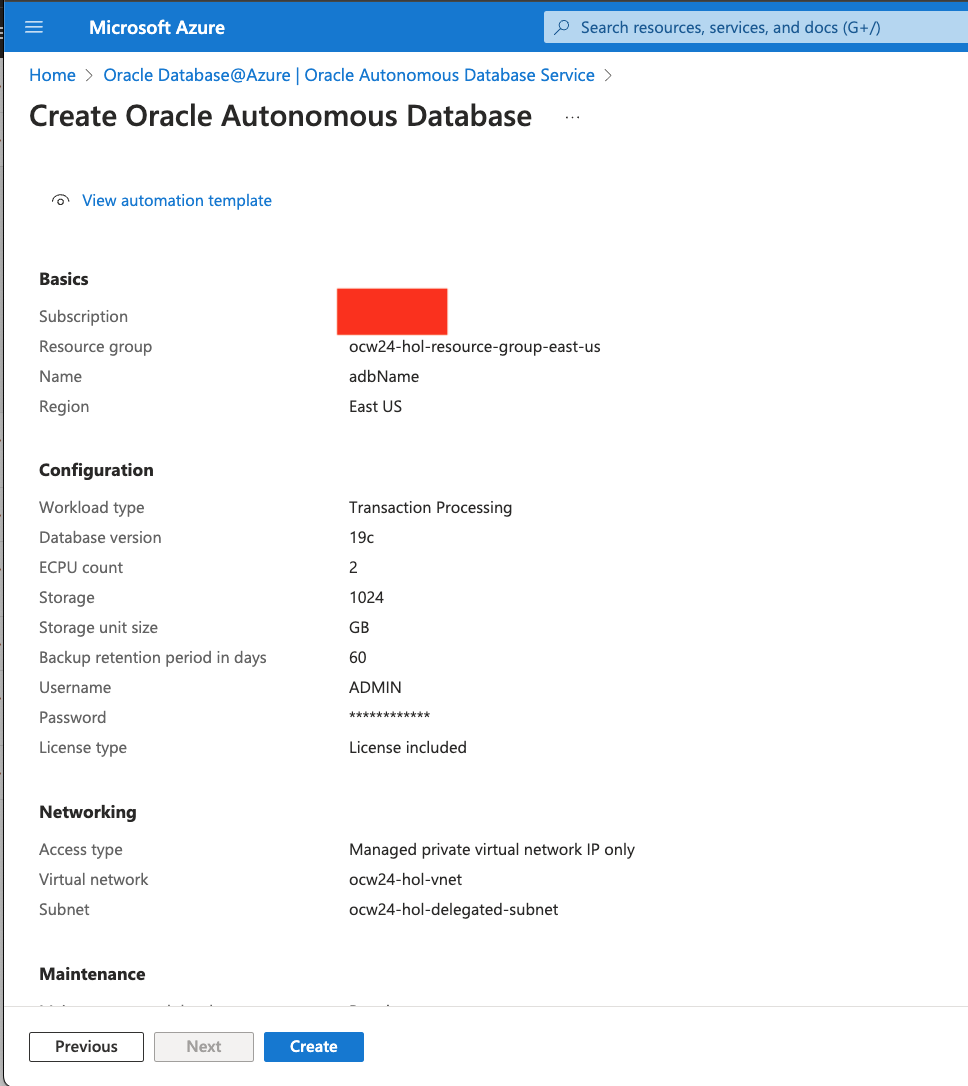 Microsoft Azure
Search resources, services, and docs (G+/)
Home > Oracle Database@Azure | Oracle Autonomous Database Service >
Create Oracle Autonomous Database ...
View automation template
Basics
Subscription
Resource group ocw24-hol-resource-group-east-us
Name adbName
Region East US
Configuration
Workload type Transaction Processing
Database version 19c
ECPU count 2
Storage 1024
Storage unit size GB
Backup retention period in days 60
Username ADMIN
Password ************
License type License included
Networking
Access type Managed private virtual network IP only
Virtual network ocw24-hol-vnet
Subnet ocw24-hol-delegated-subnet
Maintenance
Previous Next Create